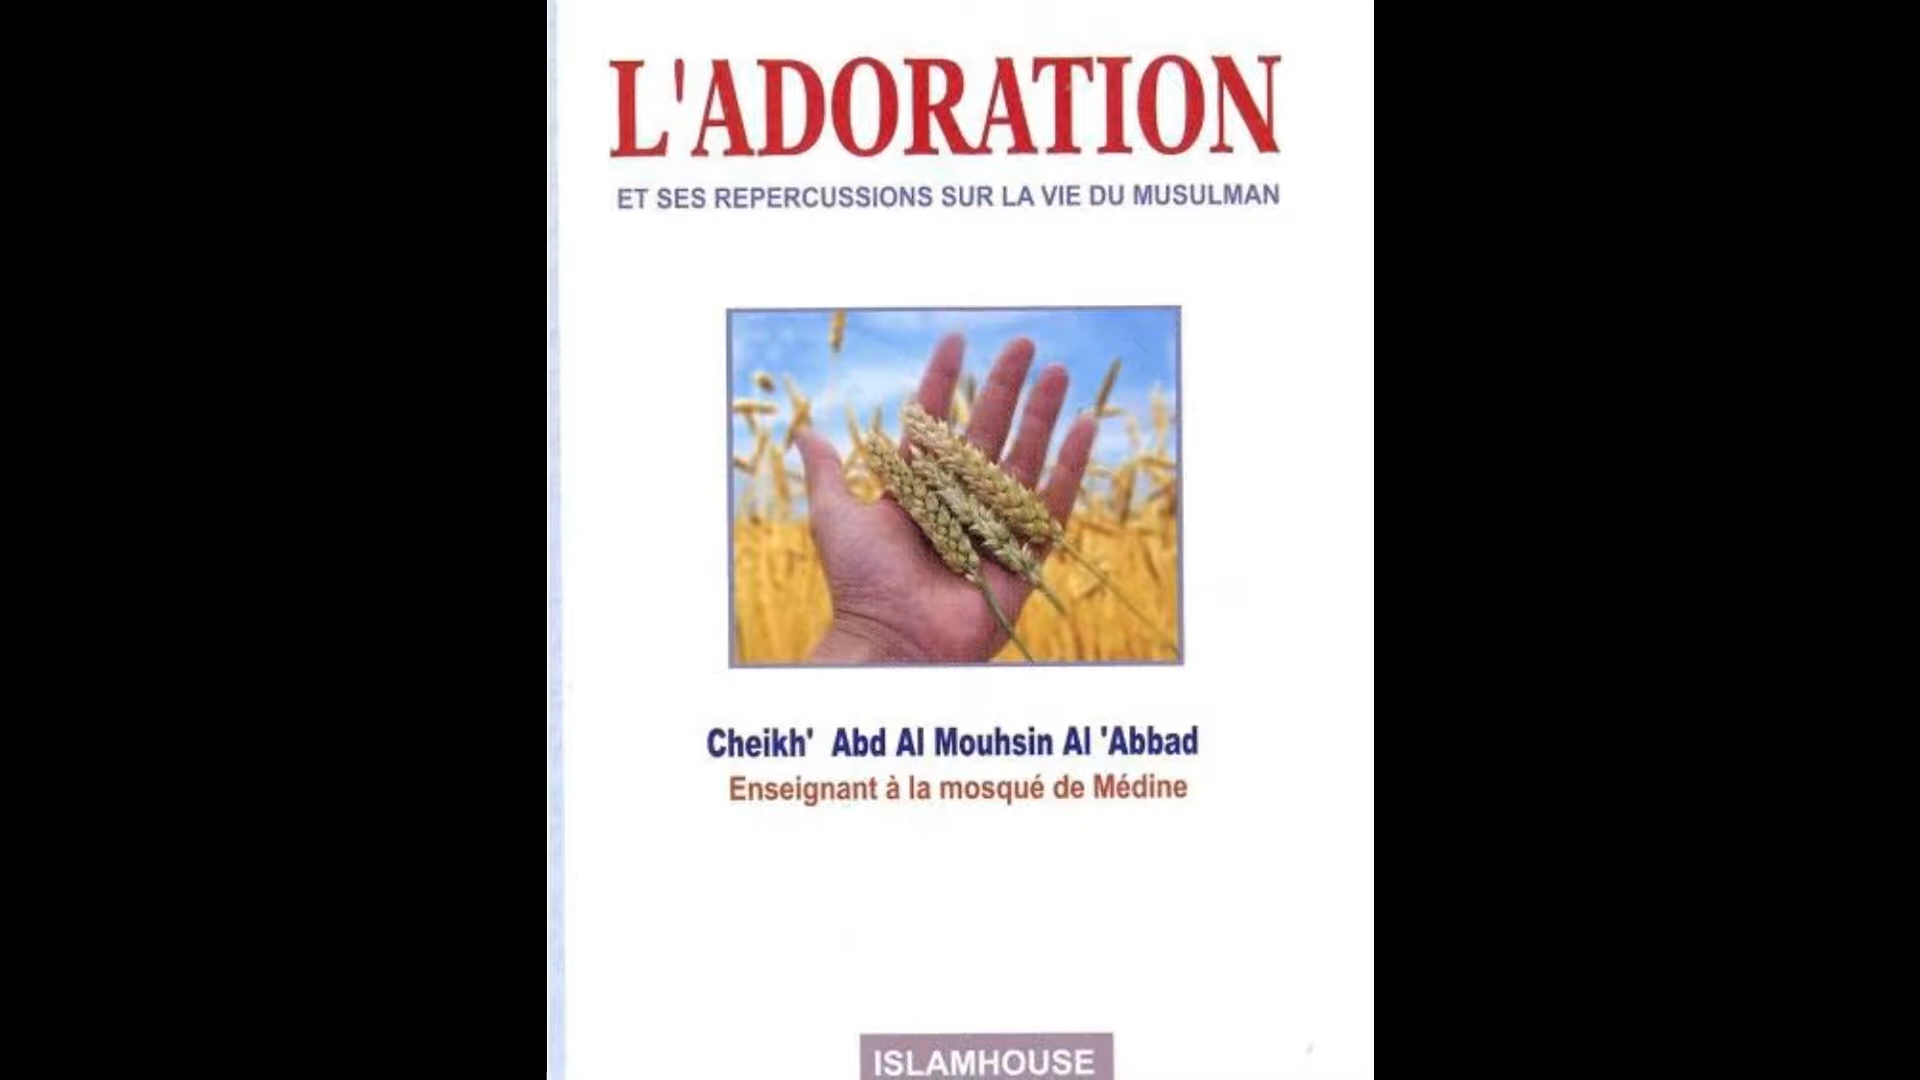 L'ADORATION
ET SES REPERCUSSIONS SUR LA VIE DU MUSULMAN
Cheikh' Abd Al Mouhsin Al 'Abbad
Enseignant à la mosqué de Médine
ISLAMHOUSE